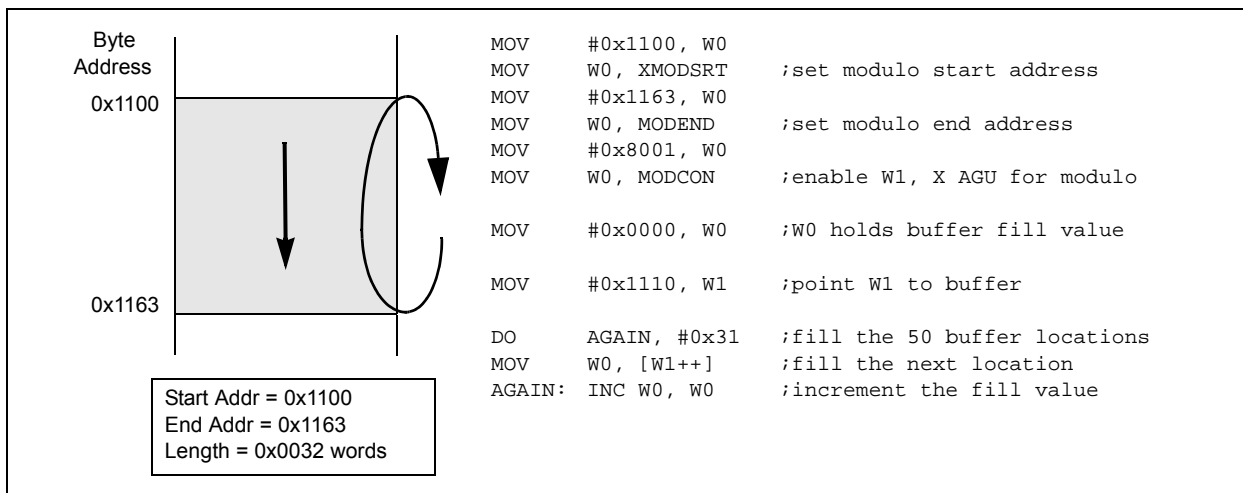 Byte
Address
0x1100
0x1163
Start Addr = 0x1100
End Addr = 0x1163
Length = 0x0032 words
MOV #0x1100, W0
MOV W0, XMODSRT ;set modulo start address
MOV #0x1163, W0
MOV W0, MODEND ;set modulo end address
MOV #0x8001, W0
MOV W0, MODCON ;enable W1, X AGU for modulo
MOV #0x0000, W0 ;W0 holds buffer fill value
MOV #0x1110, W1 ;point W1 to buffer
DO AGAIN, #0x31 ;fill the 50 buffer locations
MOV W0, [W1++] ;fill the next location
AGAIN: INC W0, W0 ;increment the fill value